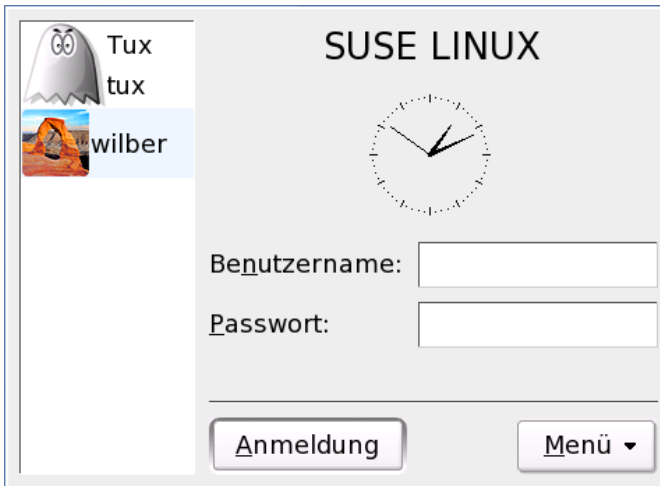 Tux
tux
wilber
SUSE LINUX
Benutzername:
Passwort:
Anmeldung
Menü